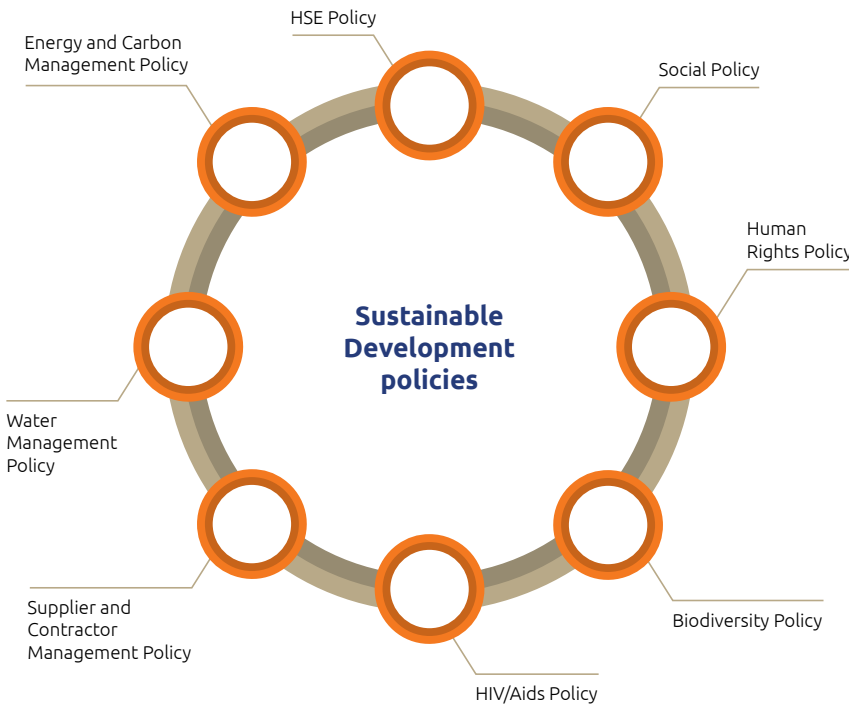 HSE Policy
Energy and Carbon
Management Policy
Social Policy
Human
Rights Policy
Sustainable
Development
policies
Water
Management
Policy
Supplier and
Contractor
Management Policy
Biodiversity Policy
HIV/Aids Policy